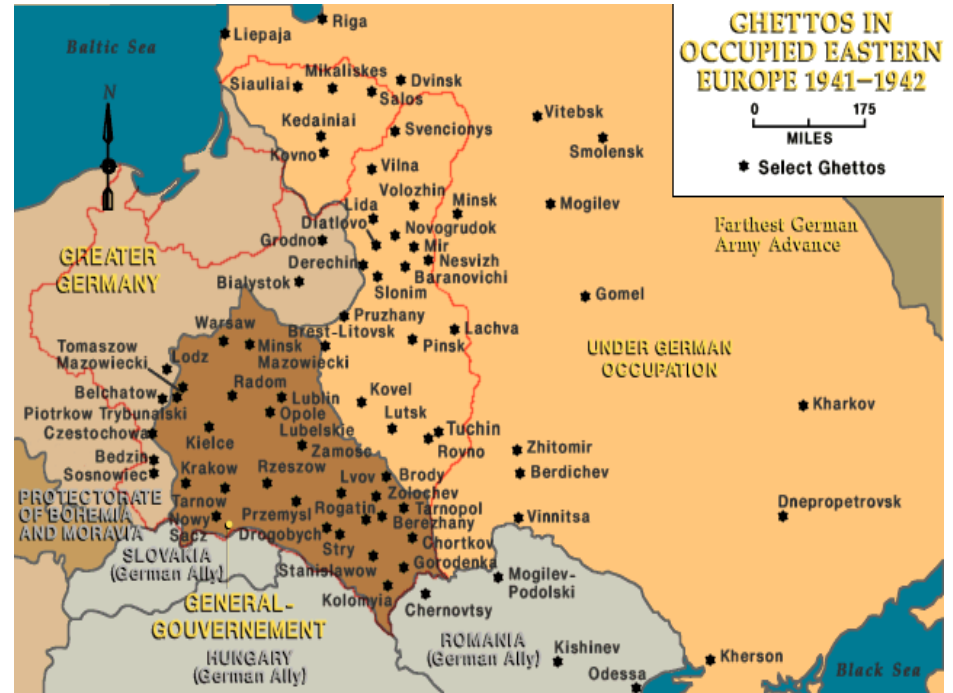 GHETTOS IN
OCCUPIED EASTERN
EUROPE 1941–1942
0 175
MILES
Select Ghettos
Baltic Sea
N
Riga
Liepaja
Mikaliskes
Siauliai
Dvinsk
Salos
Kedainiai
Svencionys
Kovno
Vilna
Vitebsk
Smolensk
Volozhin
Minsk
Mogilev
Lida
Diatlovo
Novogrudok
Grodno
Mir
Derechin
Nesvizh
Baranovichi
Bialystok
Slonim
Farthest German
Army Advance
GREATER
GERMANY
Gomel
Pruzhany
Warsaw
Brest-Litovsk
Lachva
Pinsk
Minsk
Mazowiecki
UNDER GERMAN
OCCUPATION
Tomaszow
Mazowiecki
Lodz
Radom
Belchatow
Lublin
Kovel
Kharkov
Piotrkow Trybunalski
Opole
Lubelskie
Lutsk
Czestochowa
Kielce
Tuchin
Rovno
Zamośe
Zhitomir
Bedzin
Sosnowiec
Krakow
Rzeszow
Lvov
Brody
Berdichev
PROTECTORATE
OF BOHEMIA
AND MORAVIA
Tarnow
Przemysl
Rogatin
Zolochev
Tarnopol
Berezhany
Vinnitsa
Dnepropetrovsk
Nowy
Sacz
Drogobych
Stry
Chortkov
SLOVAKIA
(German Ally)
Stanislawow
Gorodenka
Mogilev-
Podolski
GENERAL-
GOUVERNEMENT
Kolomyia
Chernovtsy
HUNGARY
(German Ally)
ROMANIA
(German Ally)
Kishinev
Kherson
Odessa
Black Sea